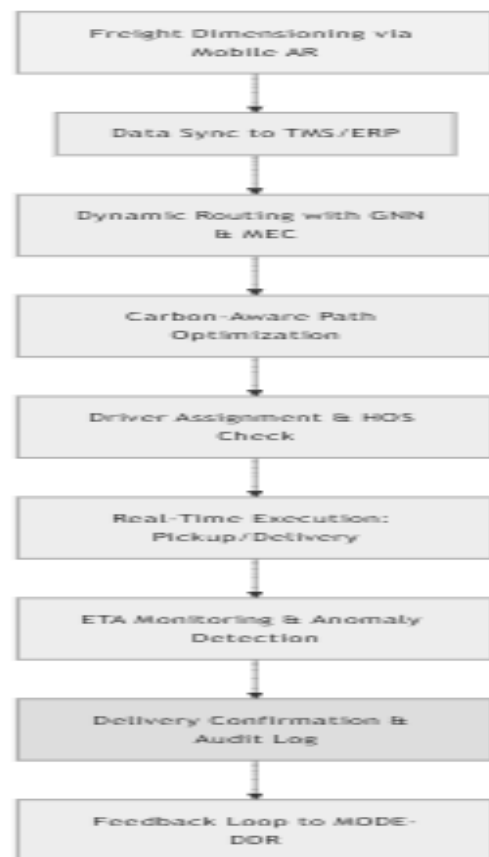 Freight Dimensioning via
Mobile AR
Data Sync to TMS/ERP
Dynamic Routing with GNN
& MEC
Carbon-Aware Path
Optimization
Driver Assignment & HOS
Check
Real-Time Execution:
Pickup/Delivery
ETA Monitoring & Anomaly
Detection
Delivery Confirmation &
Audit Log
Feedback Loop to MODE-
DOR